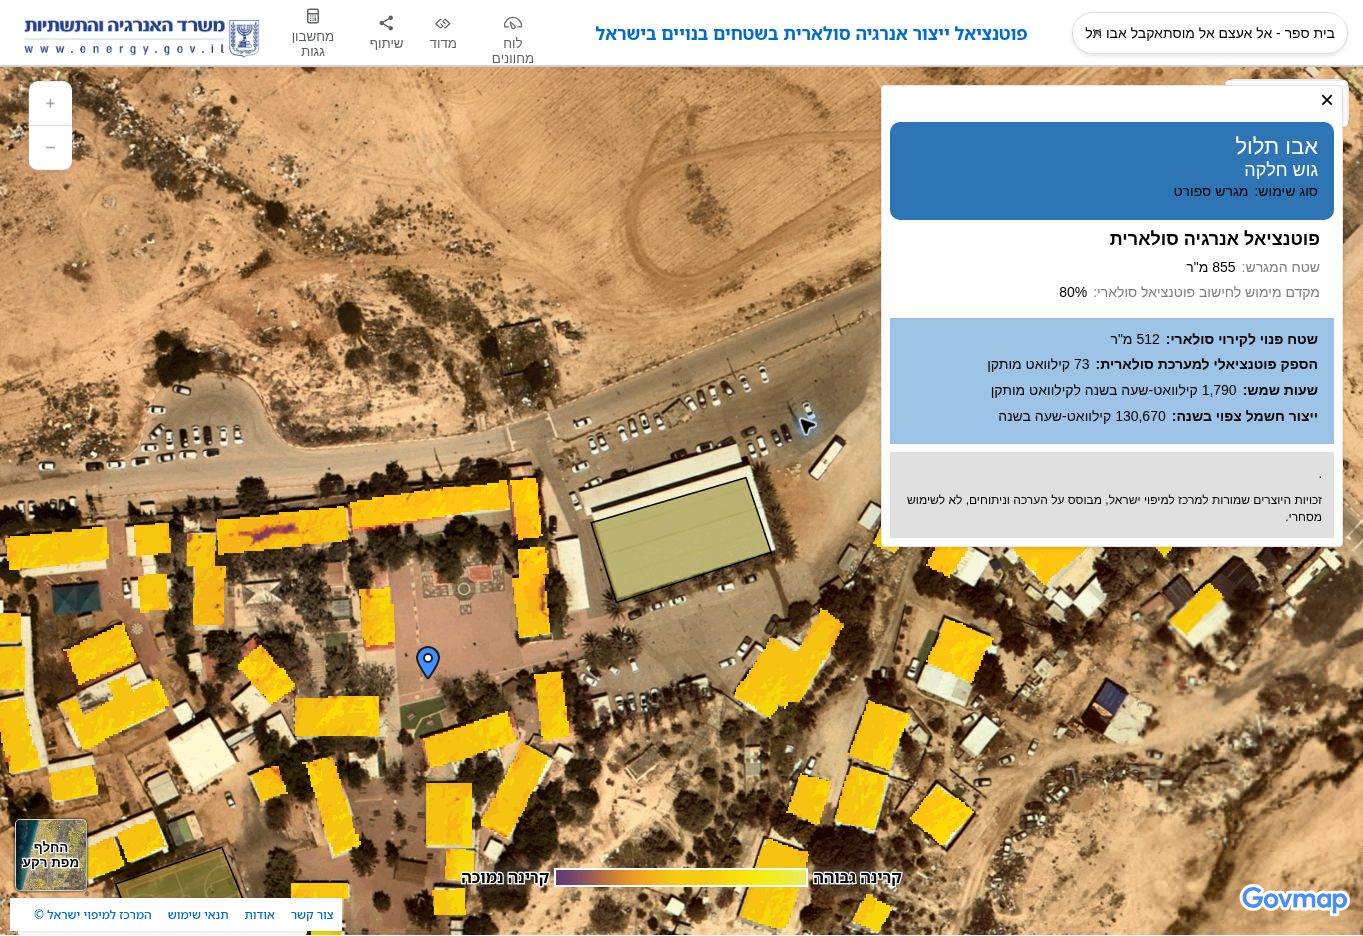 בית ספר - אל אעצם אל מוסתאקבל אבו תל
פוטנציאל ייצור אנרגיה סולארית בשטחים בנויים בישראל
לוח מחוונים
מדוד
שיתוף
מחשבון גגות
משרד האנרגיה והתשתיות
www.energy.gov.il
+
−
×
אבו תלול
גוש חלקה
סוג שימוש: מגרש ספורט
פוטנציאל אנרגיה סולארית
שטח המגרש: 855 מ"ר
מקדם מימוש לחישוב פוטנציאל סולארי: 80%
שטח פנוי לקירוי סולארי: 512 מ"ר
הספק פוטנציאלי למערכת סולארית: 73 קילוואט מותקן
שעות שמש: 1,790 קילוואט-שעה בשנה לקילוואט מותקן
ייצור חשמל צפוי בשנה: 130,670 קילוואט-שעה בשנה
.
זכויות היוצרים שמורות למרכז למיפוי ישראל, מבוסס על הערכה וניתוחים, לא לשימוש
מסחרי.
החלף
מפת רקע
קרינה גבוהה
קרינה נמוכה
צור קשר
אודות
תנאי שימוש
המרכז למיפוי ישראל ©
Govmap